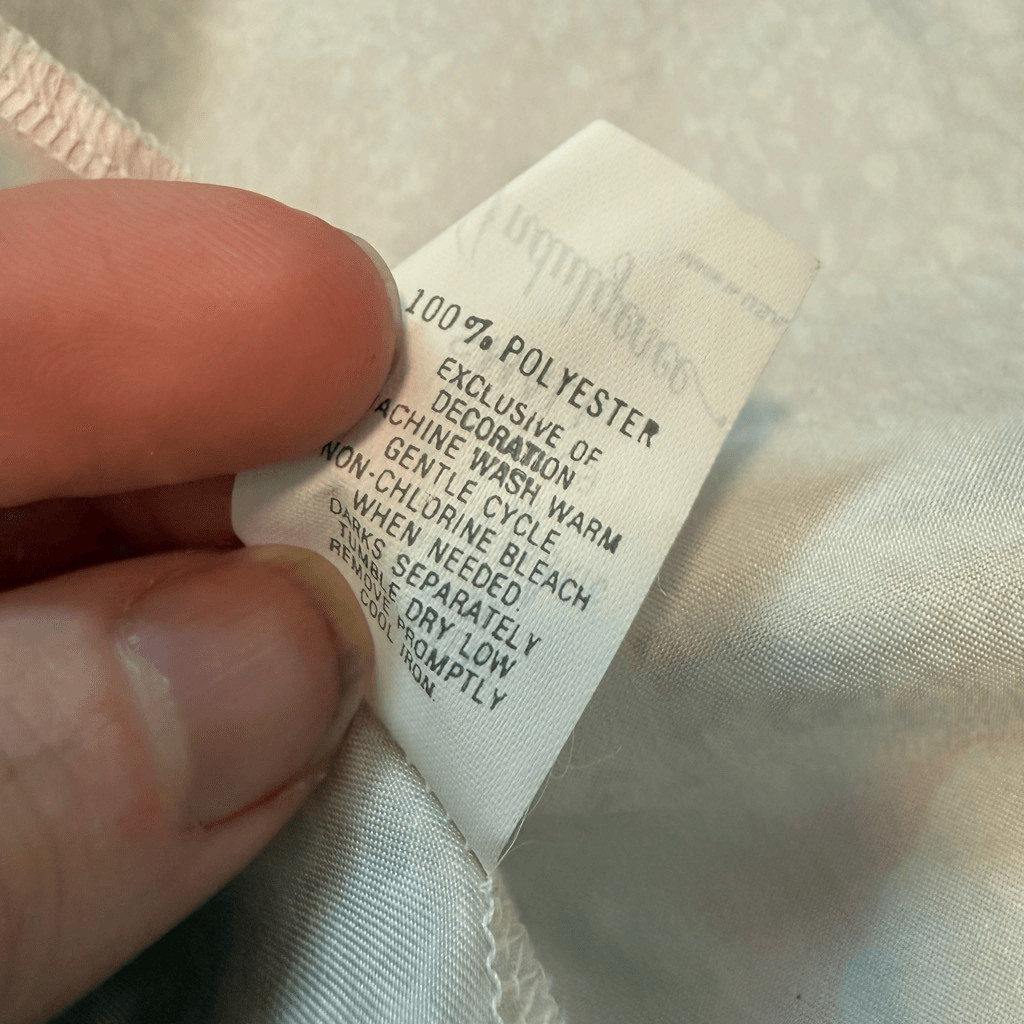 100% POLYESTER
EXCLUSIVE OF
DECORATION
ACHINE WASH WARM
GENTLE CYCLE
NON-CHLORINE BLEACH
WHEN NEEDED.
DARKS SEPARATELY
TUMBLE DRY LOW
REMOVE PROMPTLY
COOL IRON.